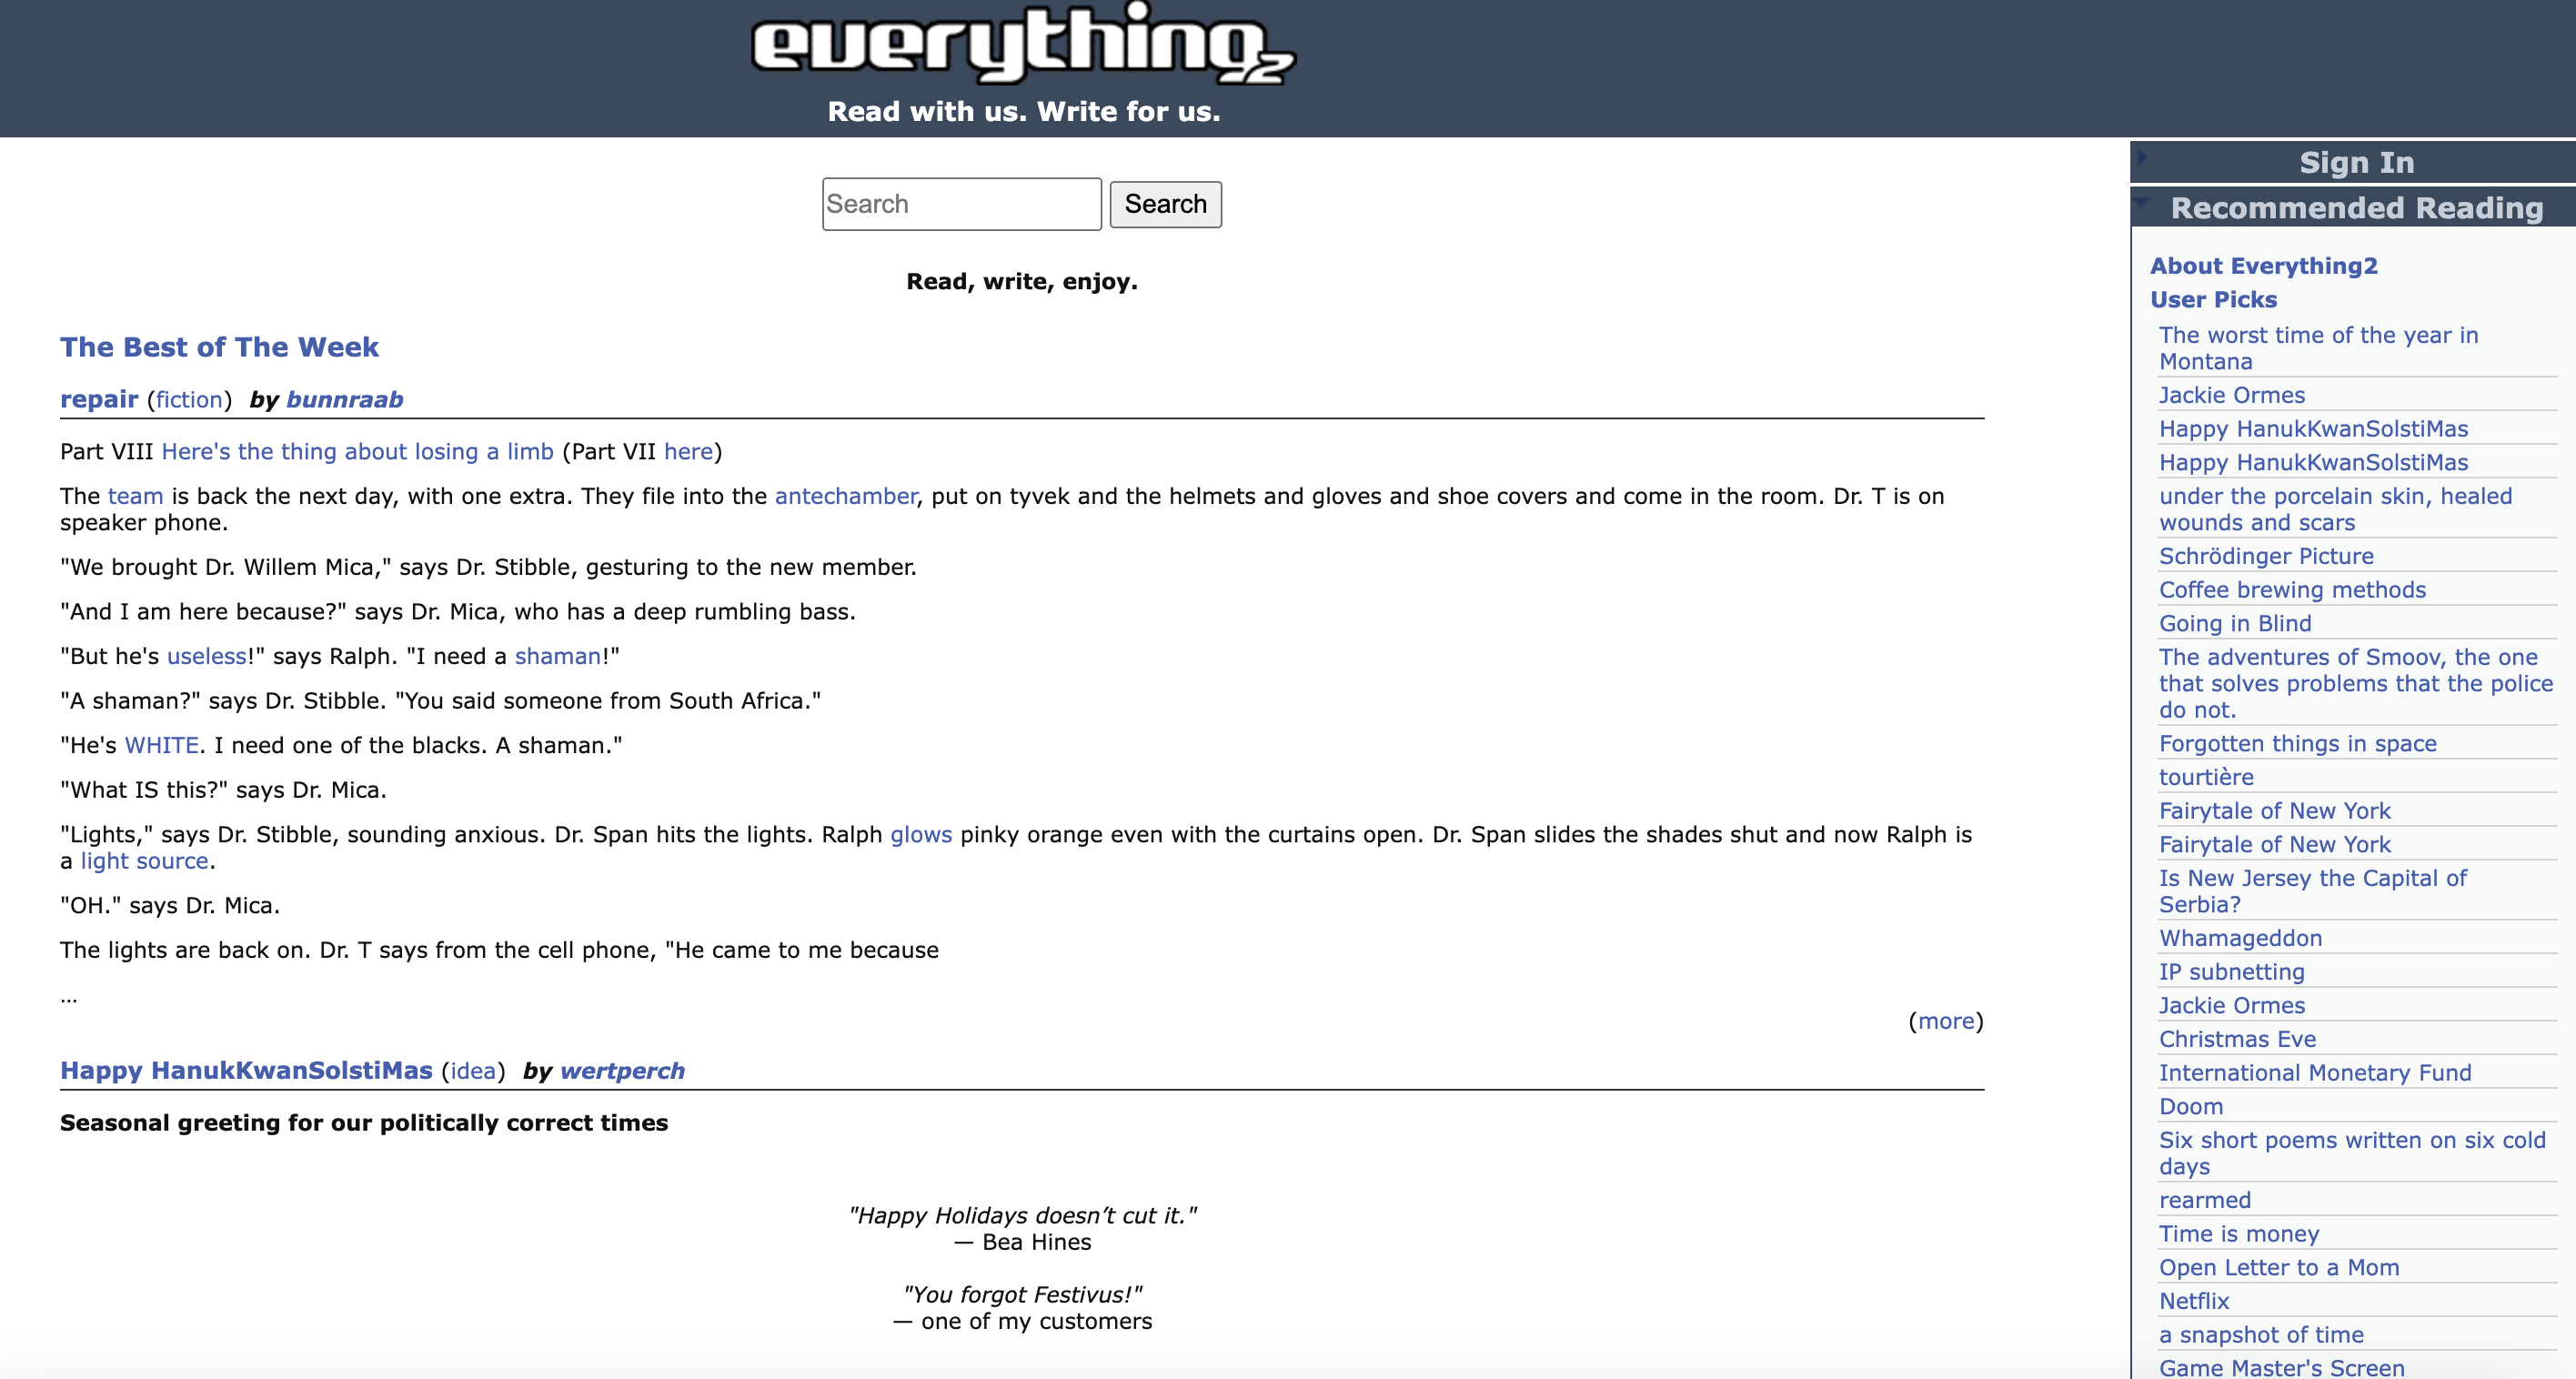 everything2
Read with us. Write for us.
Search Search
Read, write, enjoy.
The Best of The Week
repair (fiction) by bunnraab
Part VIII Here's the thing about losing a limb (Part VII here)
The team is back the next day, with one extra. They file into the antechamber, put on tyvek and the helmets and gloves and shoe covers and come in the room. Dr. T is on
speaker phone.
"We brought Dr. Willem Mica," says Dr. Stibble, gesturing to the new member.
"And I am here because?" says Dr. Mica, who has a deep rumbling bass.
"But he's useless!" says Ralph. "I need a shaman!"
"A shaman?" says Dr. Stibble. "You said someone from South Africa."
"He's WHITE. I need one of the blacks. A shaman."
"What IS this?" says Dr. Mica.
"Lights," says Dr. Stibble, sounding anxious. Dr. Span hits the lights. Ralph glows pinky orange even with the curtains open. Dr. Span slides the shades shut and now Ralph is
a light source.
"OH." says Dr. Mica.
The lights are back on. Dr. T says from the cell phone, "He came to me because
...
(more)
Happy HanukKwanSolstiMas (idea) by wertperch
Seasonal greeting for our politically correct times
"Happy Holidays doesn’t cut it."
— Bea Hines
"You forgot Festivus!"
— one of my customers
Sign In
Recommended Reading
About Everything2
User Picks
The worst time of the year in
Montana
Jackie Ormes
Happy HanukKwanSolstiMas
Happy HanukKwanSolstiMas
under the porcelain skin, healed
wounds and scars
Schrödinger Picture
Coffee brewing methods
Going in Blind
The adventures of Smoov, the one
that solves problems that the police
do not.
Forgotten things in space
tourtière
Fairytale of New York
Fairytale of New York
Is New Jersey the Capital of
Serbia?
Whamageddon
IP subnetting
Jackie Ormes
Christmas Eve
International Monetary Fund
Doom
Six short poems written on six cold
days
rearmed
Time is money
Open Letter to a Mom
Netflix
a snapshot of time
Game Master's Screen